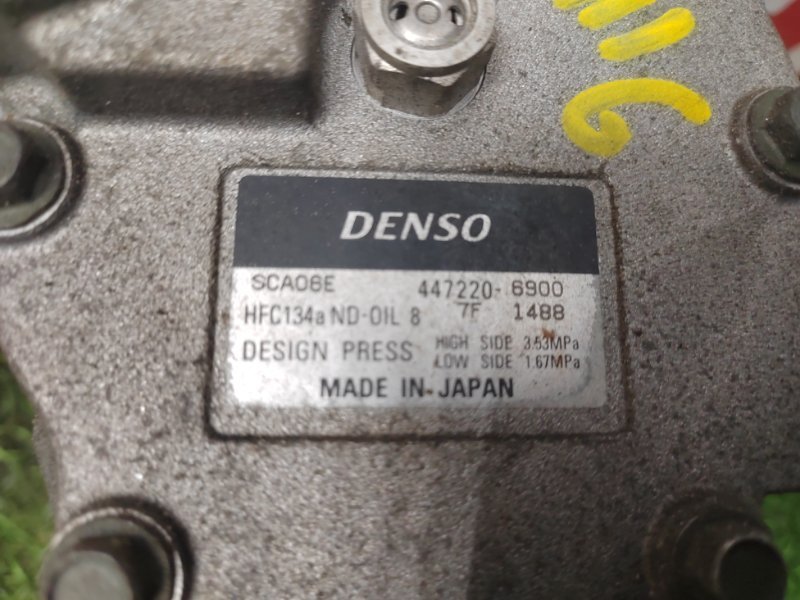 DENSO
SCA06E 447220-6900
HFC134a ND-OIL 8 7F 1488
DESIGN PRESS HIGH SIDE 3.53MPa
LOW SIDE 1.67MPa
MADE IN JAPAN